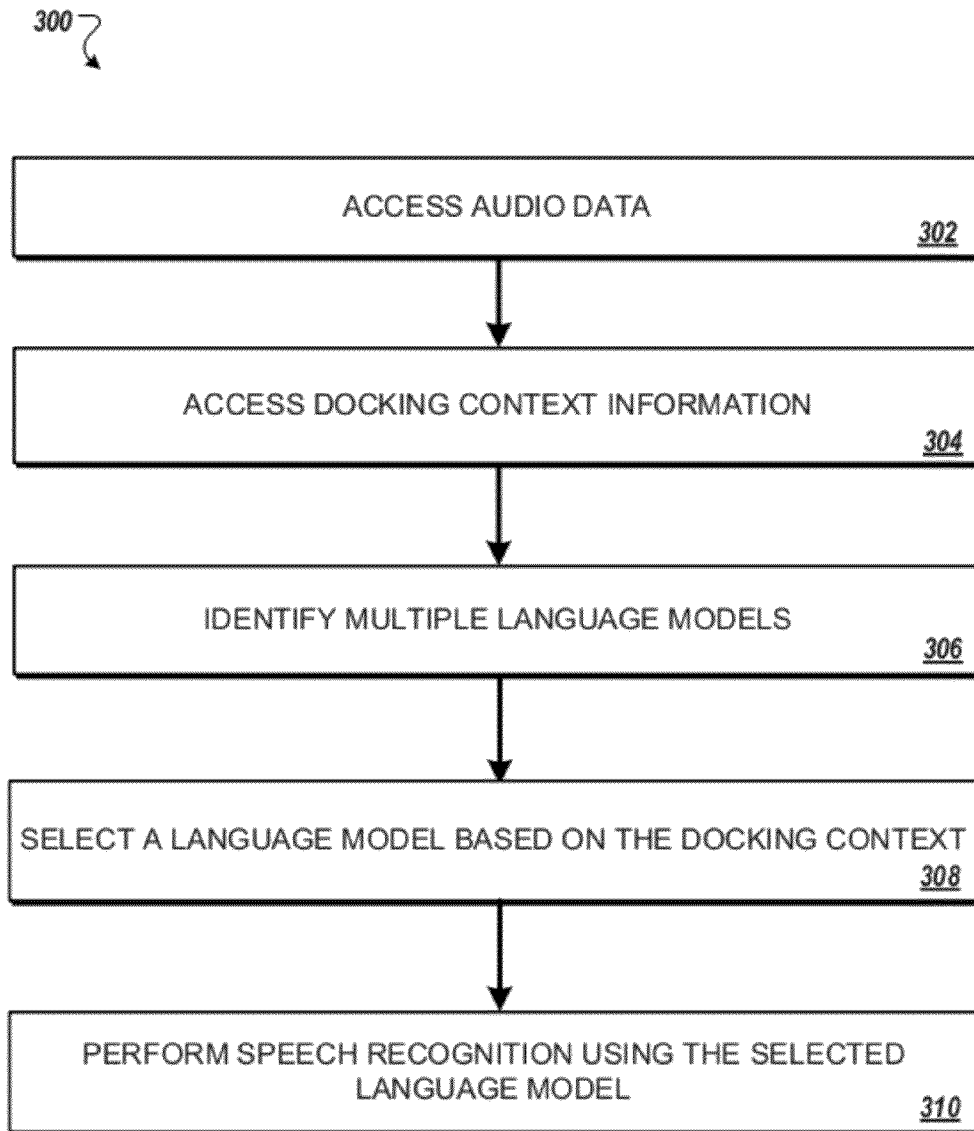 300
ACCESS AUDIO DATA
302
ACCESS DOCKING CONTEXT INFORMATION
304
IDENTIFY MULTIPLE LANGUAGE MODELS
306
SELECT A LANGUAGE MODEL BASED ON THE DOCKING CONTEXT
308
PERFORM SPEECH RECOGNITION USING THE SELECTED
LANGUAGE MODEL
310